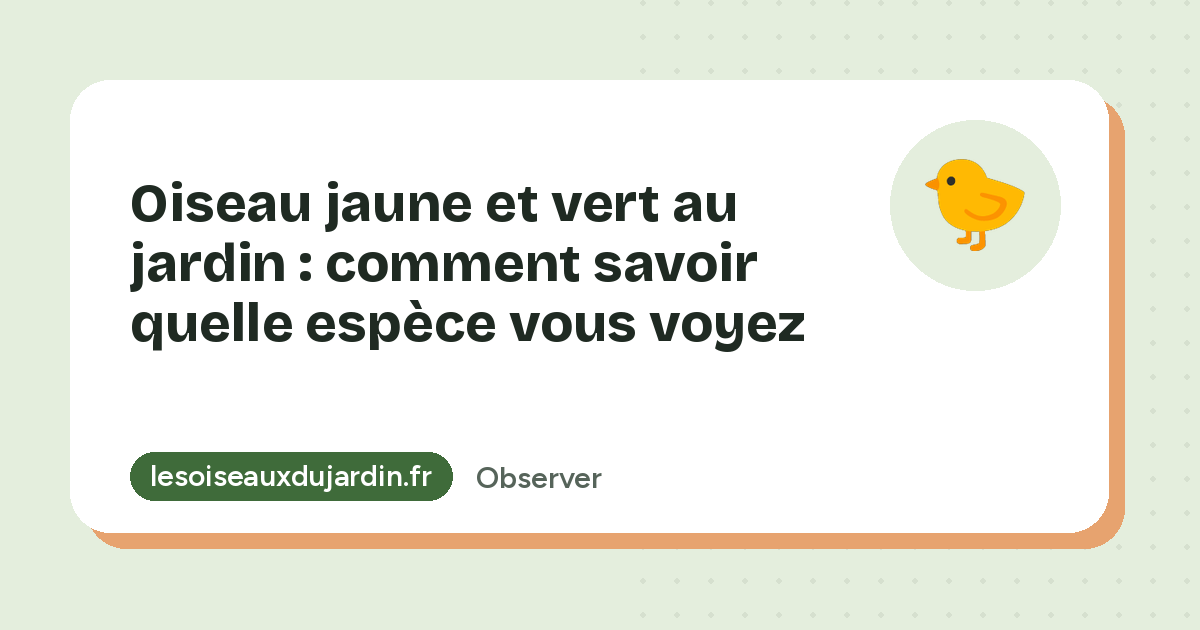 Oiseau jaune et vert au
jardin : comment savoir
quelle espèce vous voyez
lesoiseauxdujardin.fr
Observer